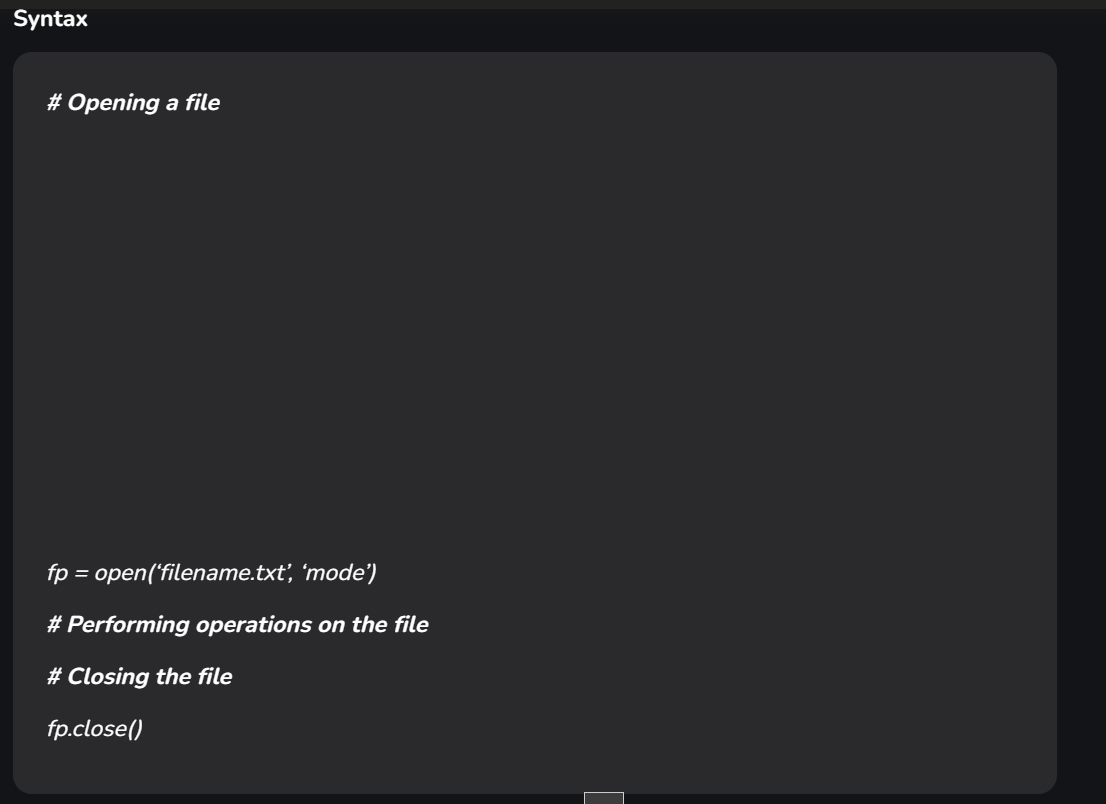 Syntax
# Opening a file
fp = open(‘filename.txt’, ‘mode’)
# Performing operations on the file
# Closing the file
fp.close()